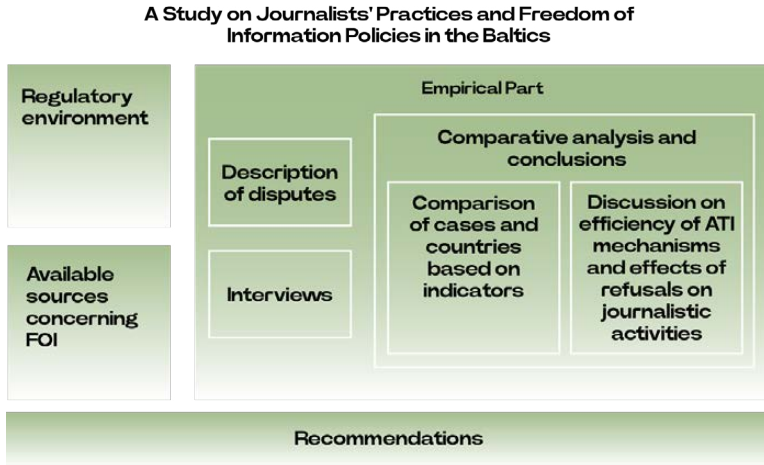 A Study on Journalists' Practices and Freedom of
Information Policies in the Baltics
Regulatory
environment
Available
sources
concerning
FOI
Empirical Part
Description
of disputes
Interviews
Comparative analysis and
conclusions
Comparison
of cases and
countries
based on
indicators
Discussion on
efficiency of ATI
mechanisms
and effects of
refusals on
journalistic
activities
Recommendations